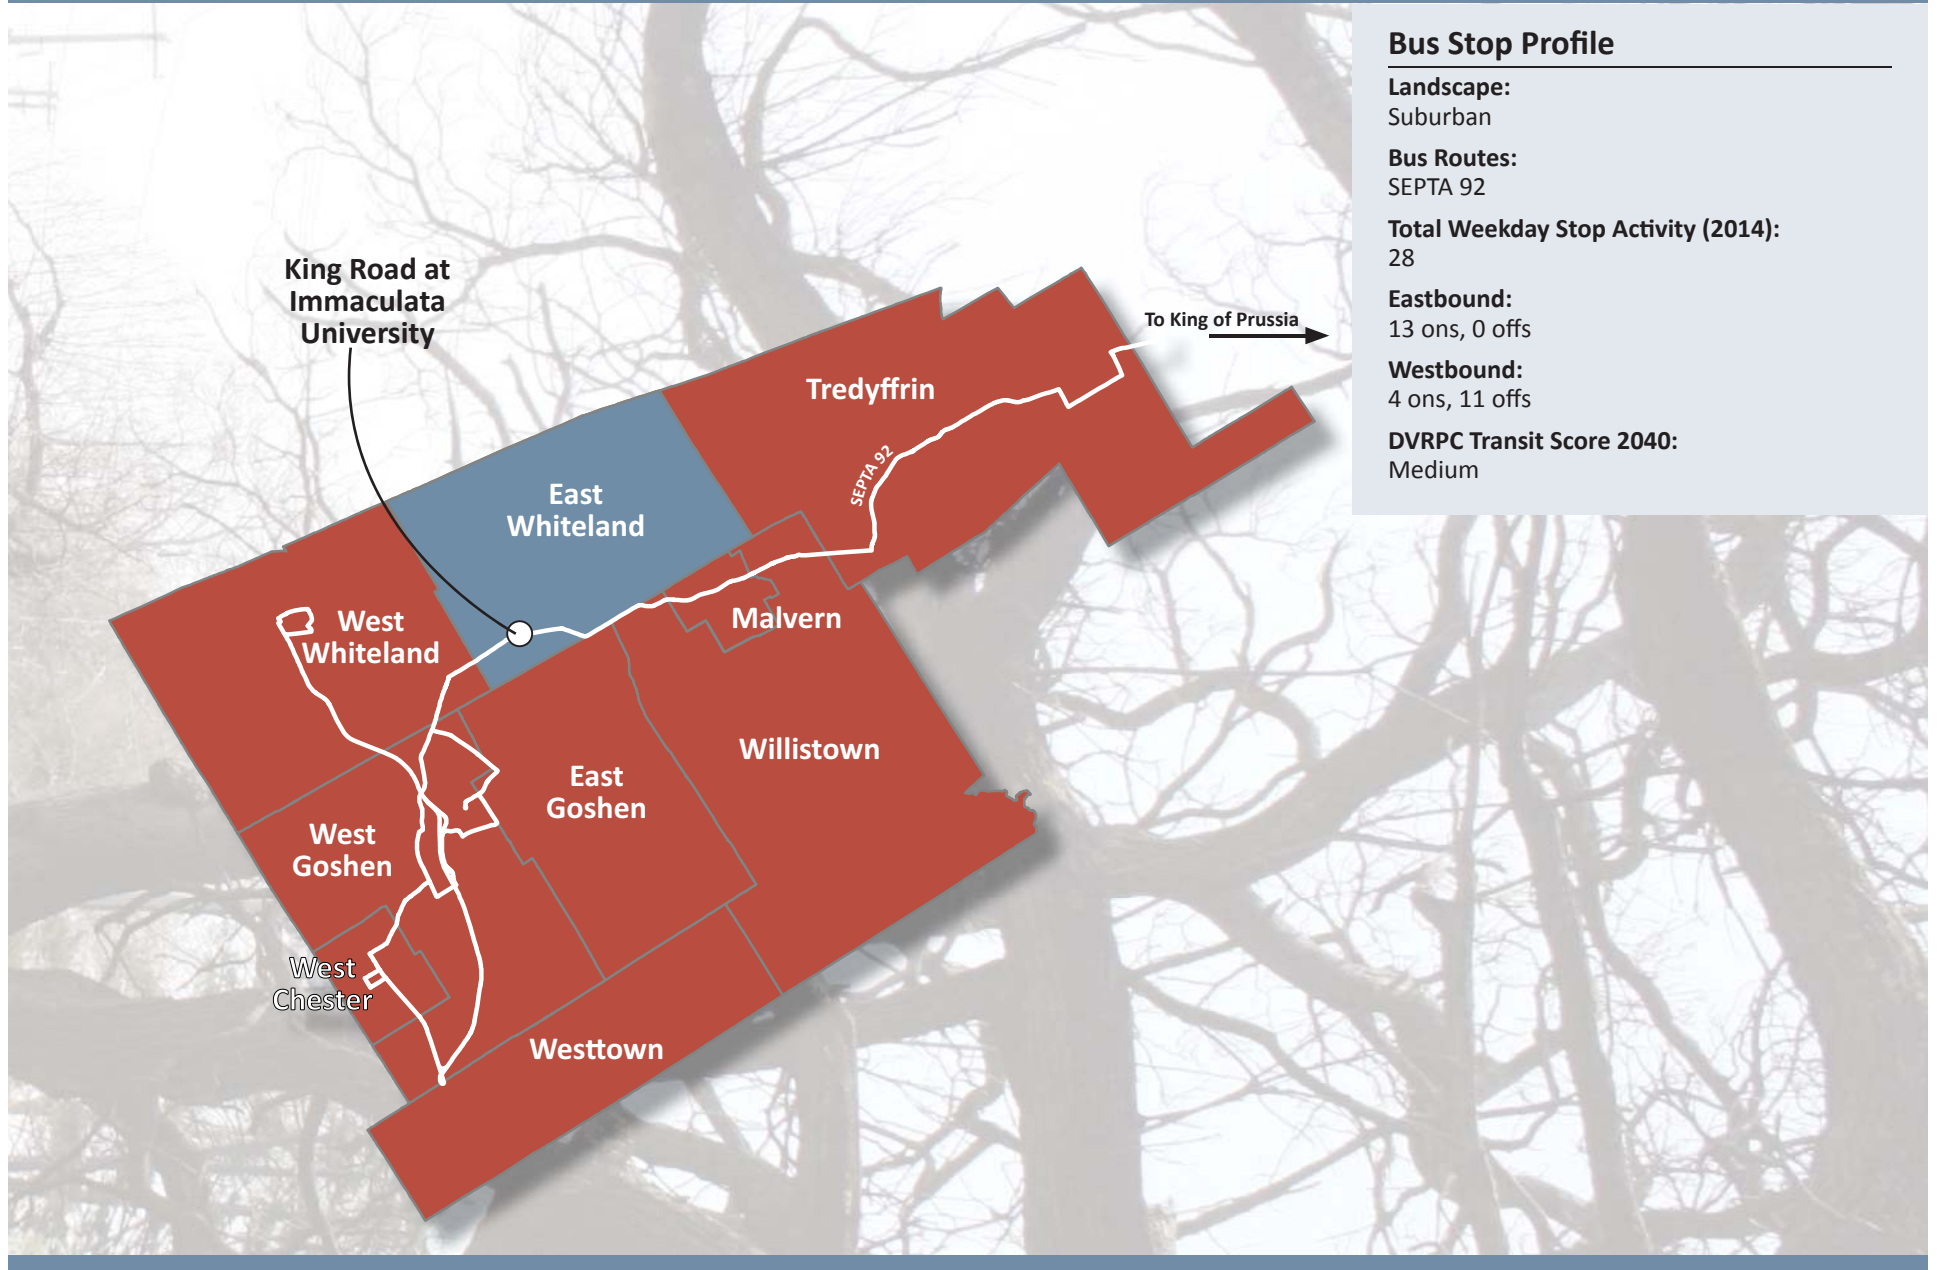 Bus Stop Profile
Landscape:
Suburban
Bus Routes:
SEPTA 92
Total Weekday Stop Activity (2014):
28
Eastbound:
13 ons, 0 offs
Westbound:
4 ons, 11 offs
DVRPC Transit Score 2040:
Medium
King Road at
Immaculata
University
To King of Prussia
Tredyffrin
SEPTA 92
East
Whiteland
West
Whiteland
Malvern
Willistown
East
Goshen
West
Goshen
West
Chester
Westtown